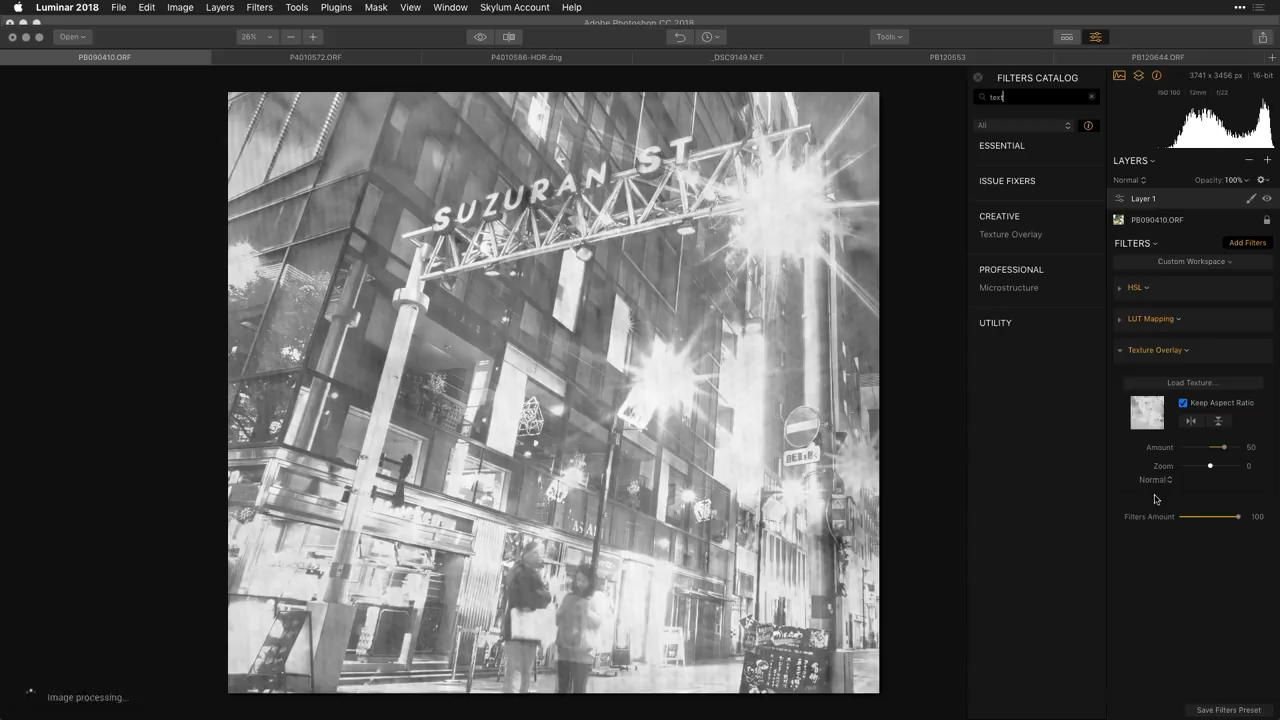 Luminar 2018 File Edit Image Layers Filters Tools Plugins Mask View Window Skylum Account Help
Adobe Photoshop CC 2018
Open 26% Tools
PB090410.ORF P4010572.ORF P4010586-HDR.dng _DSC9149.NEF PB120553 PB120644.ORF
FILTERS CATALOG
text
All
ESSENTIAL
ISSUE FIXERS
CREATIVE
Texture Overlay
PROFESSIONAL
Microstructure
UTILITY
3741 x 3456 px 16-bit
ISO 100 12mm f/22
LAYERS
Normal Opacity: 100%
Layer 1
PB090410.ORF
FILTERS Add Filters
Custom Workspace
HSL
LUT Mapping
Texture Overlay
Load Texture...
Keep Aspect Ratio
Amount 50
Zoom 0
Normal
Filters Amount 100
Save Filters Preset
SUZURAN ST
Image processing...